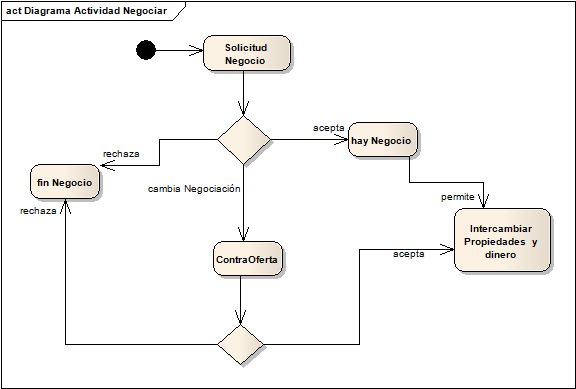 act Diagrama Actividad Negociar
Solicitud
Negocio
acepta
hay Negocio
rechaza
fin Negocio
cambia Negociación
permite
rechaza
Intercambiar
Propiedades y
dinero
ContraOferta
acepta